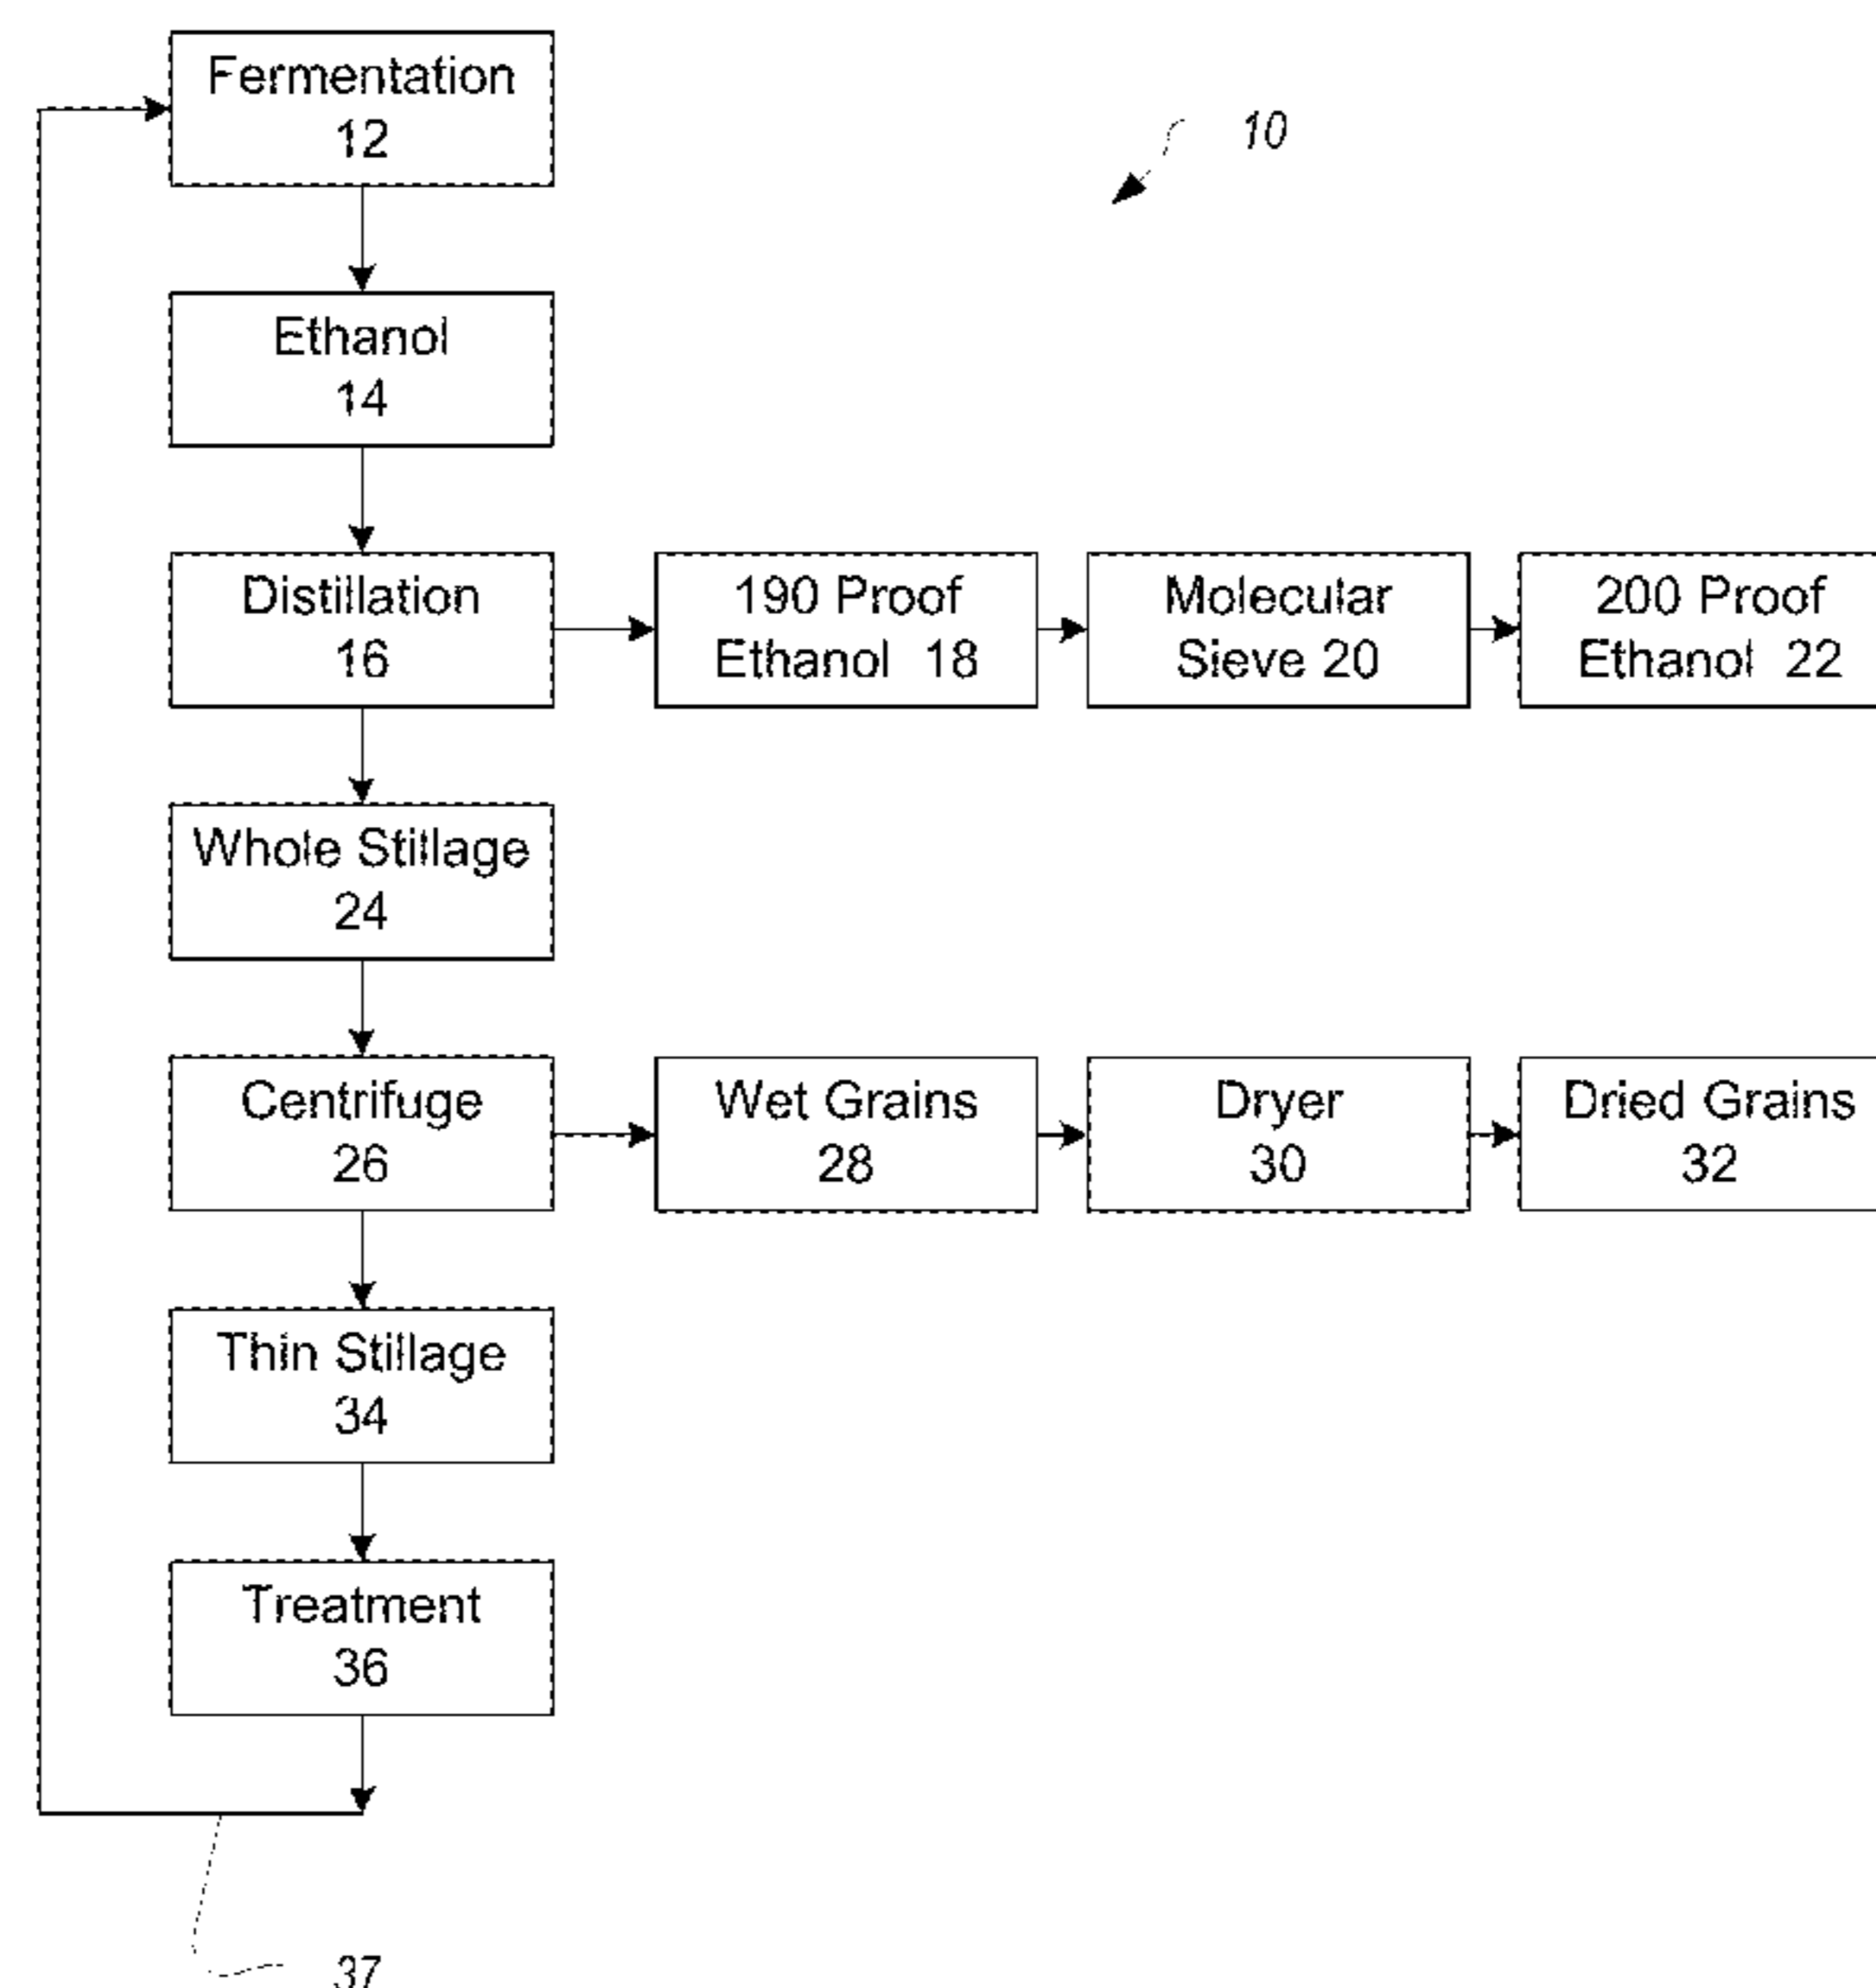 Fermentation
12
10
Ethanol
14
Distillation
16
190 Proof
Ethanol 18
Molecular
Sieve 20
200 Proof
Ethanol 22
Whole Stillage
24
Centrifuge
26
Wet Grains
28
Dryer
30
Dried Grains
32
Thin Stillage
34
Treatment
36
37